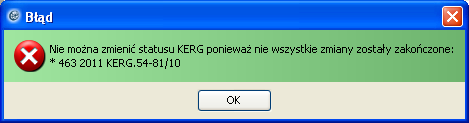 Błąd
Nie można zmienić statusu KERG ponieważ nie wszystkie zmiany zostały zakończone:
* 463 2011 KERG.54-81/10
OK